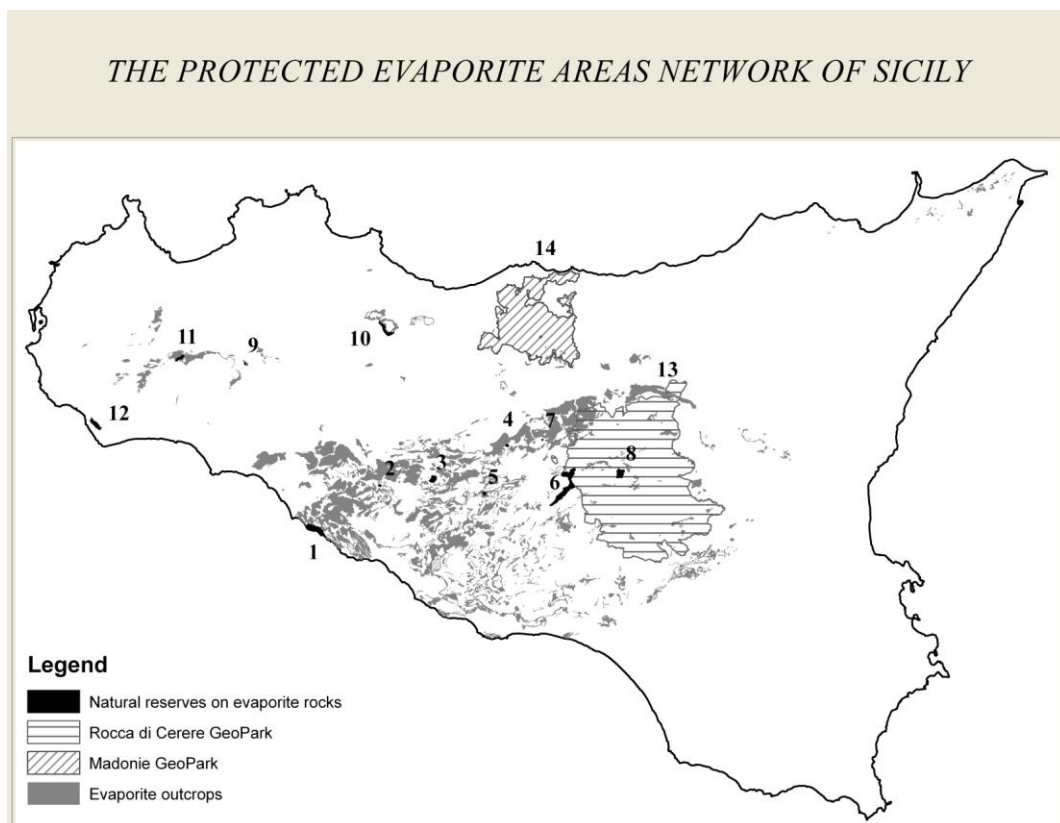 THE PROTECTED EVAPORITE AREAS NETWORK OF SICILY
14
11
9
10
13
12
4
7
2
3
5
6
8
1
Legend
Natural reserves on evaporite rocks
Rocca di Cerere GeoPark
Madonie GeoPark
Evaporite outcrops